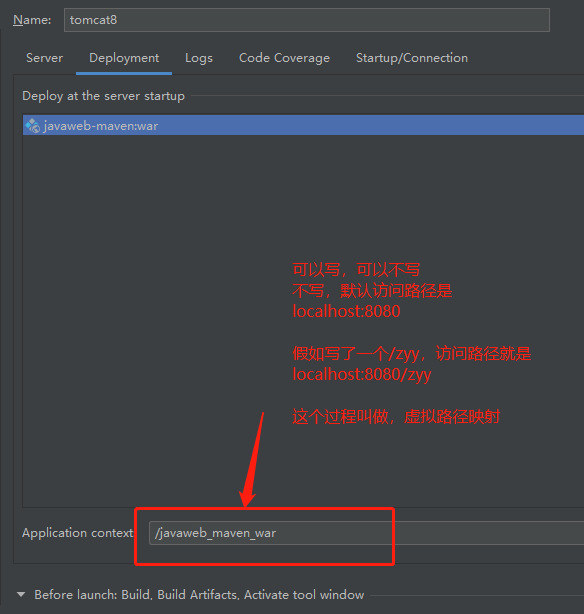 Name: tomcat8
Server Deployment Logs Code Coverage Startup/Connection
Deploy at the server startup
javaweb-maven:war
可以写，可以不写
不写，默认访问路径是
localhost:8080
假如写了一个/zyy，访问路径就是
localhost:8080/zyy
这个过程叫做，虚拟路径映射
Application context: /javaweb_maven_war
Before launch: Build, Build Artifacts, Activate tool window